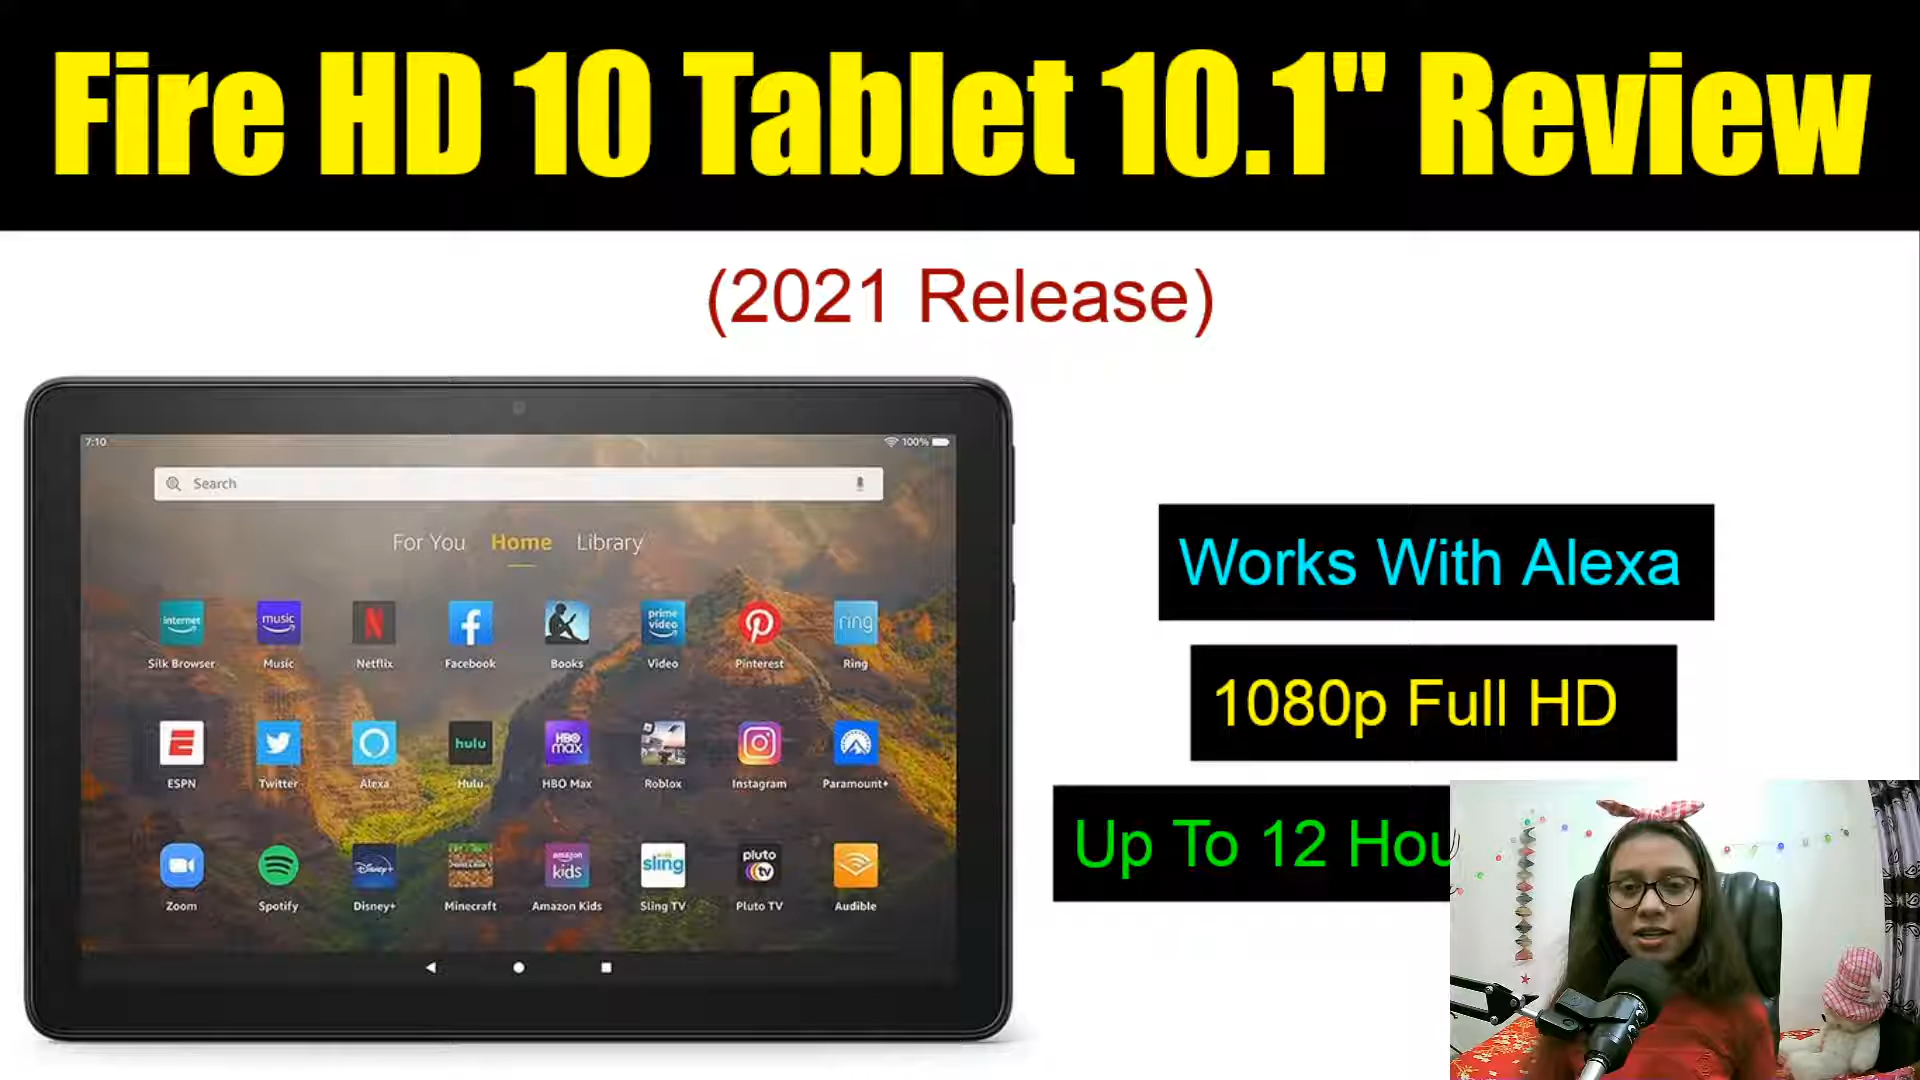 Fire HD 10 Tablet 10.1" Review
(2021 Release)
7:10 100%
Search
For You Home Library
internet music N f prime video P ring
Silk Browser Music Netflix Facebook Books Video Pinterest Ring
E hulu HBO max
ESPN Twitter Alexa Hulu HBO Max Roblox Instagram Paramount+
Disney+ amazon kids sling pluto tv
Zoom Spotify Disney+ Minecraft Amazon Kids Sling TV Pluto TV Audible
Works With Alexa
1080p Full HD
Up To 12